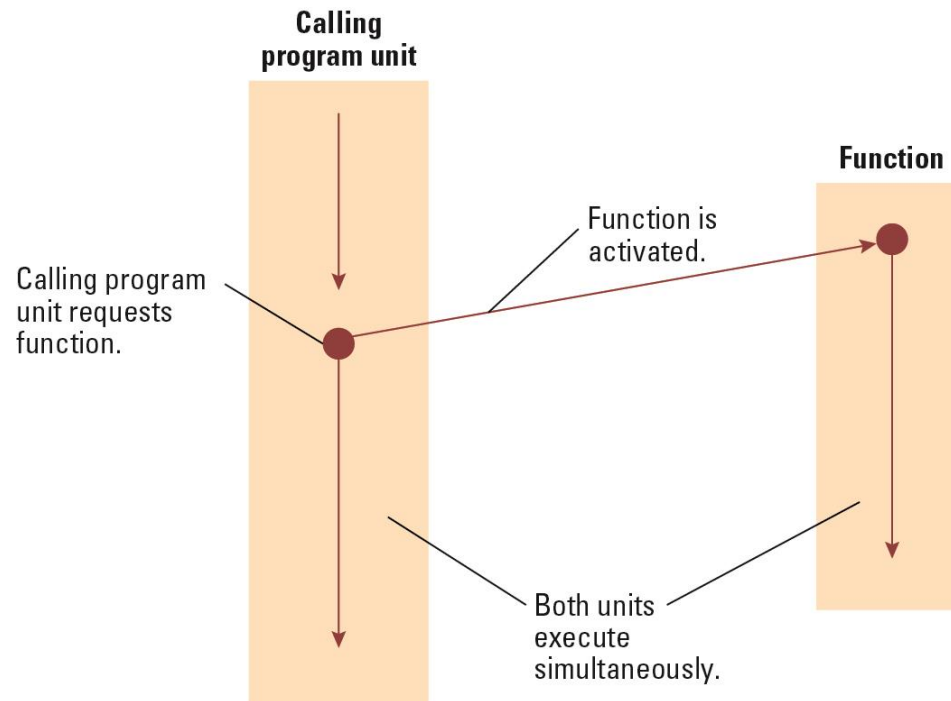 Calling
program unit
Function
Function is
activated.
Calling program
unit requests
function.
Both units
execute
simultaneously.